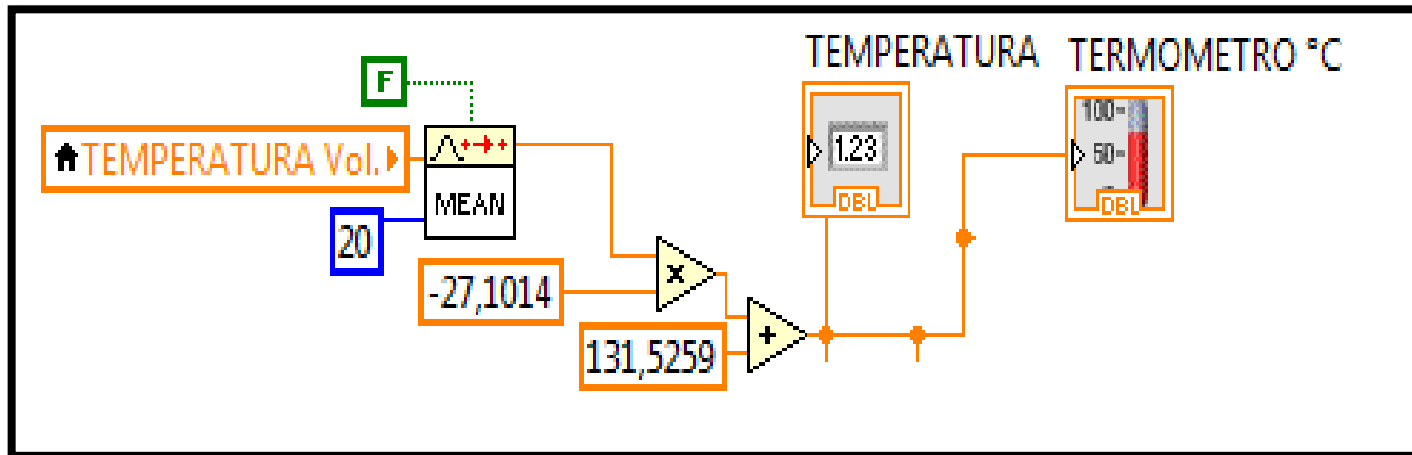 TEMPERATURA
TERMOMETRO °C
F
TEMPERATURA Vol.
MEAN
20
1.23
DBL
100-
50-
DBL
x
-27,1014
+
131,5259